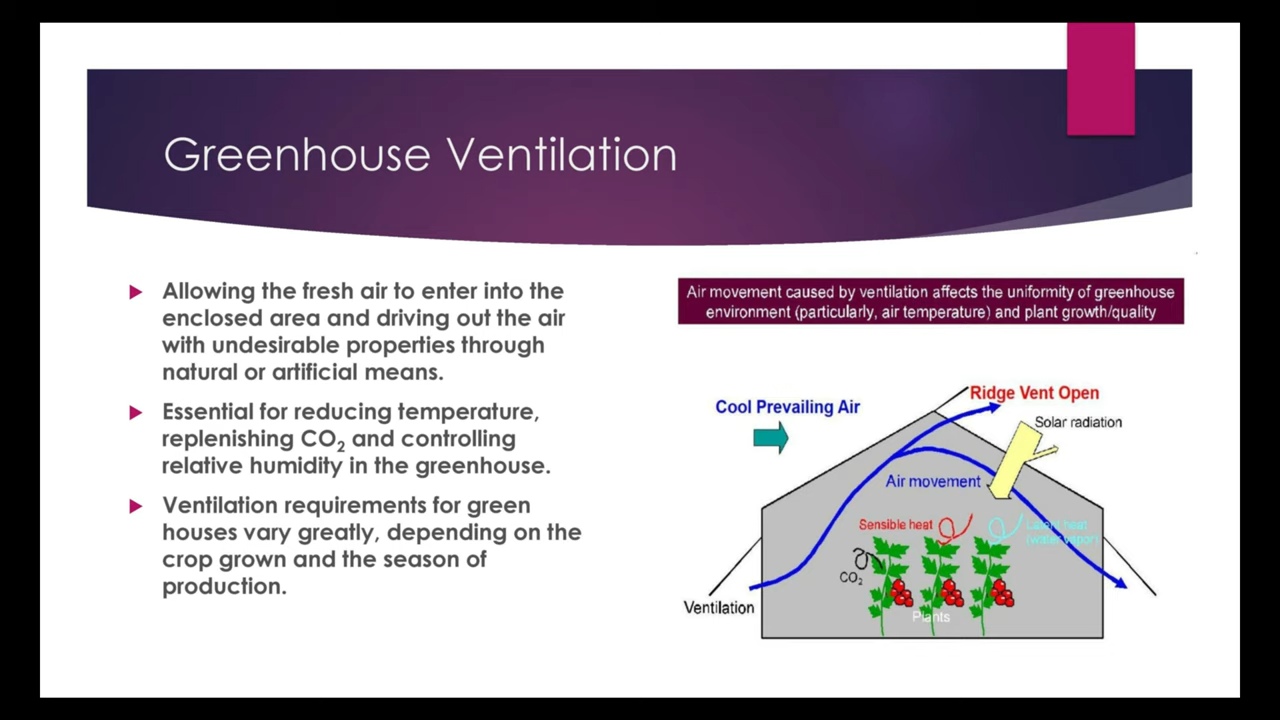 Greenhouse Ventilation
Allowing the fresh air to enter into the
enclosed area and driving out the air
with undesirable properties through
natural or artificial means.
Essential for reducing temperature,
replenishing CO₂ and controlling
relative humidity in the greenhouse.
Ventilation requirements for green
houses vary greatly, depending on the
crop grown and the season of
production.
Air movement caused by ventilation affects the uniformity of greenhouse
environment (particularly, air temperature) and plant growth/quality
Ridge Vent Open
Cool Prevailing Air
Solar radiation
Air movement
Sensible heat
Latent heat
(water vapor)
CO₂
Ventilation
Plants